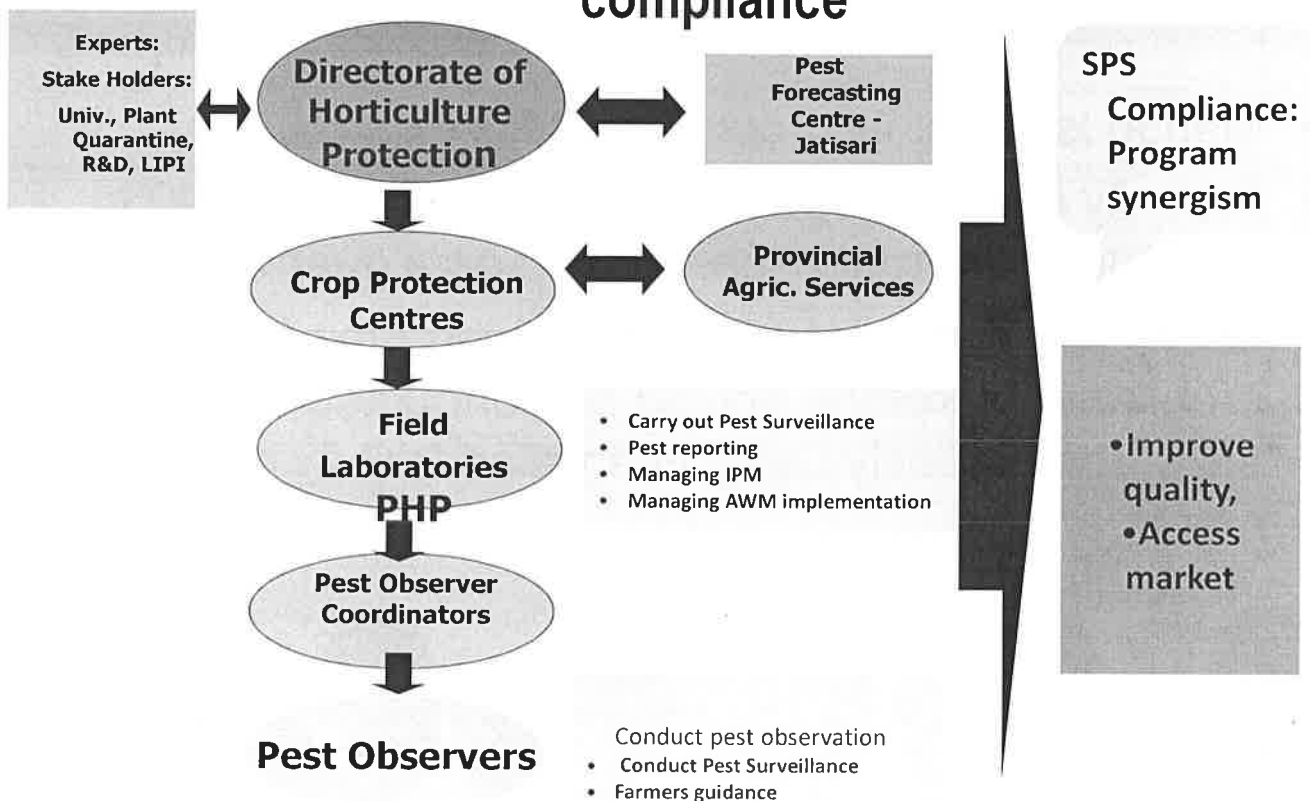 compliance
Experts:
Stake Holders:
Univ., Plant
Quarantine,
R&D, LIPI
Directorate of
Horticulture
Protection
Pest
Forecasting
Centre -
Jatisari
SPS
Compliance:
Program
synergism
Crop Protection
Centres
Provincial
Agric. Services
Field
Laboratories
PHP
• Carry out Pest Surveillance
• Pest reporting
• Managing IPM
• Managing AWM implementation
•Improve
quality,
•Access
market
Pest Observer
Coordinators
Pest Observers
Conduct pest observation
• Conduct Pest Surveillance
• Farmers guidance